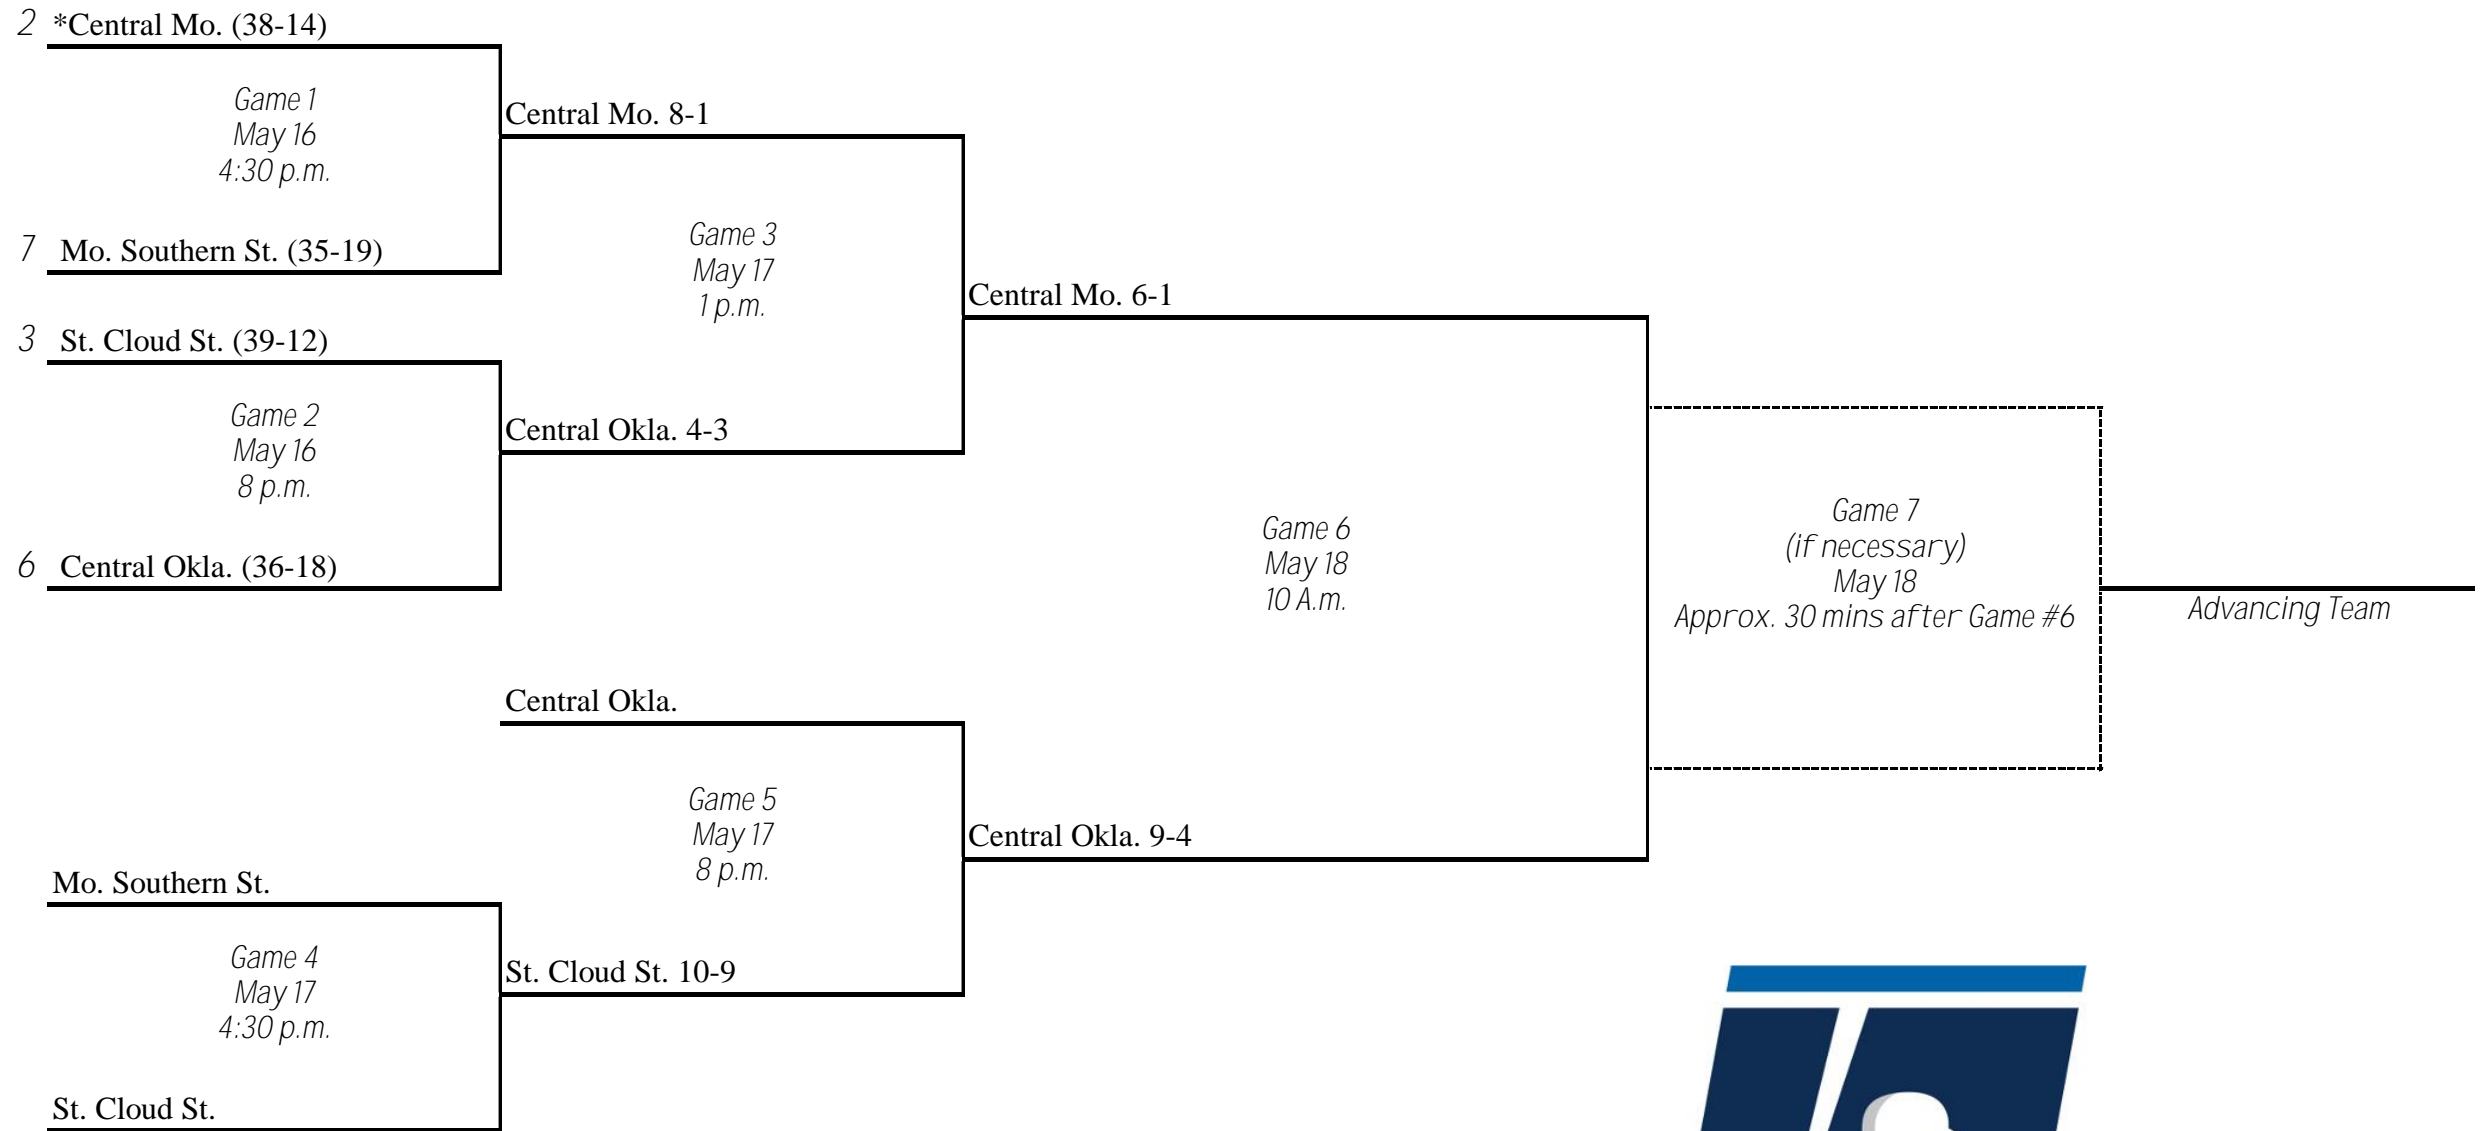 2 *Central Mo. (38-14)
Game 1
May 16
4:30 p.m.
Central Mo. 8-1
7 Mo. Southern St. (35-19)
Game 3
May 17
1 p.m.
Central Mo. 6-1
3 St. Cloud St. (39-12)
Game 2
May 16
8 p.m.
Central Okla. 4-3
6 Central Okla. (36-18)
Game 6
May 18
10 A.m.
Game 7
(if necessary)
May 18
Approx. 30 mins after Game #6
Advancing Team
Central Okla.
Game 5
May 17
8 p.m.
Central Okla. 9-4
Mo. Southern St.
Game 4
May 17
4:30 p.m.
St. Cloud St. 10-9
St. Cloud St.